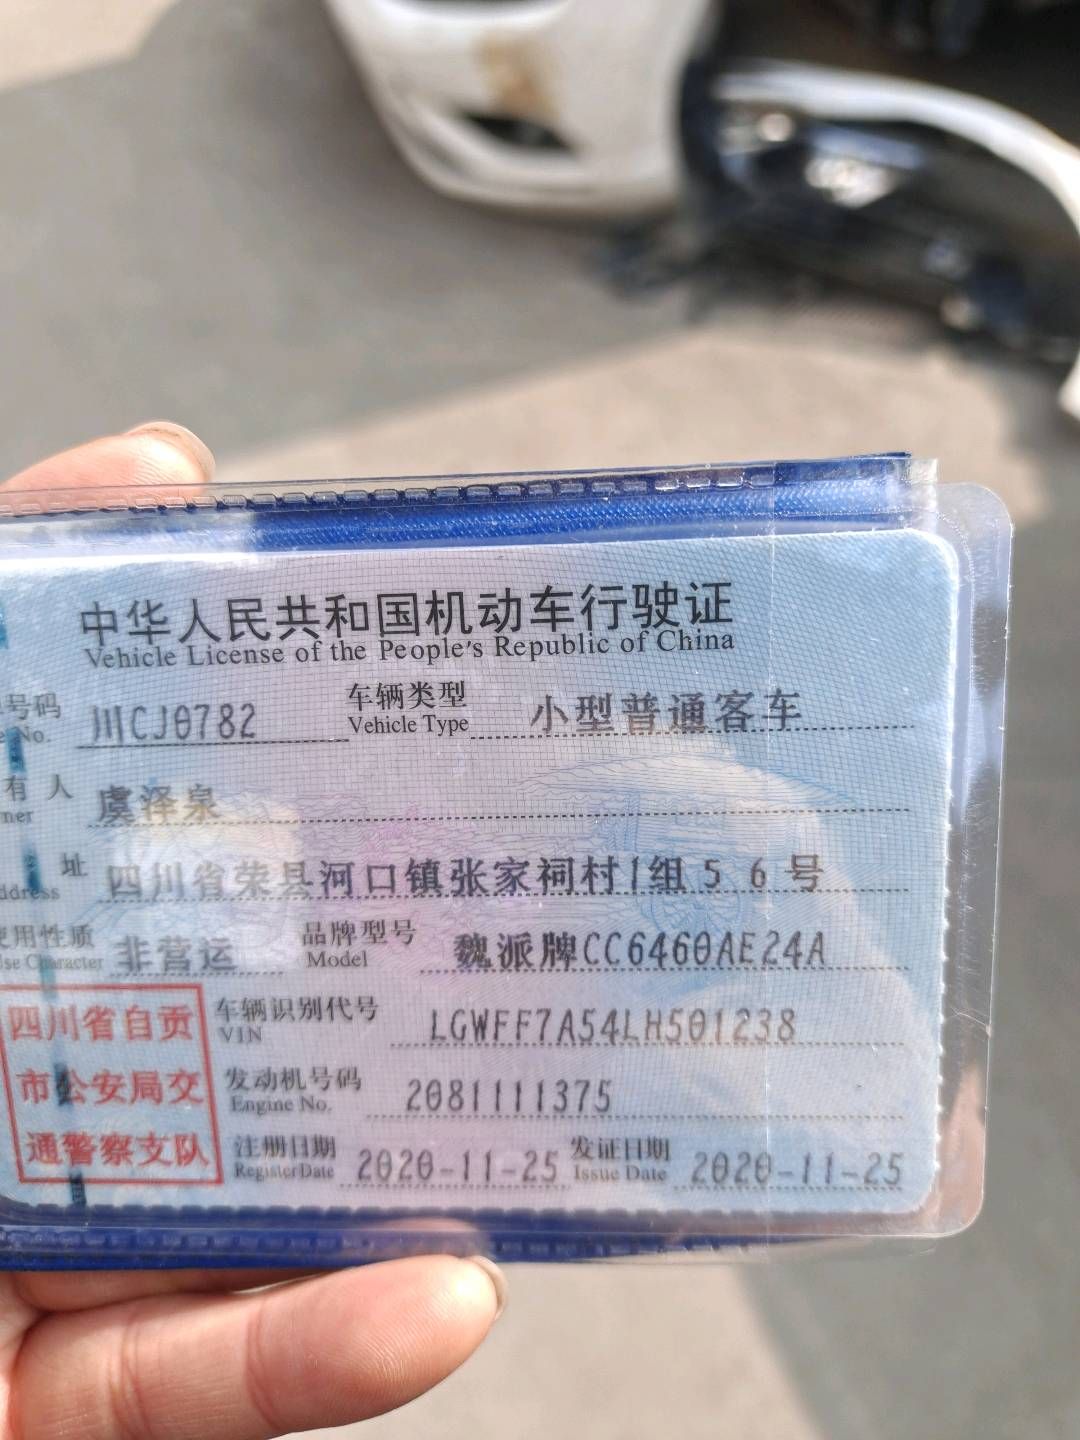 中华人民共和国机动车行驶证
Vehicle License of the People's Republic of China
号码 川CJ0782 车辆类型 小型普通客车
No. Vehicle Type
有人 虞泽泉
址 四川省荣县河口镇张家祠村1组56号
使用性质 非营运 品牌型号 魏派牌CC6460AE24A
Use Character Model
四川省自贡 车辆识别代号 LGWFF7A54LH501238
VIN
市公安局交 发动机号码 2081111375
Engine No.
通警察支队 注册日期 2020-11-25 发证日期 2020-11-25
Register Date Issue Date